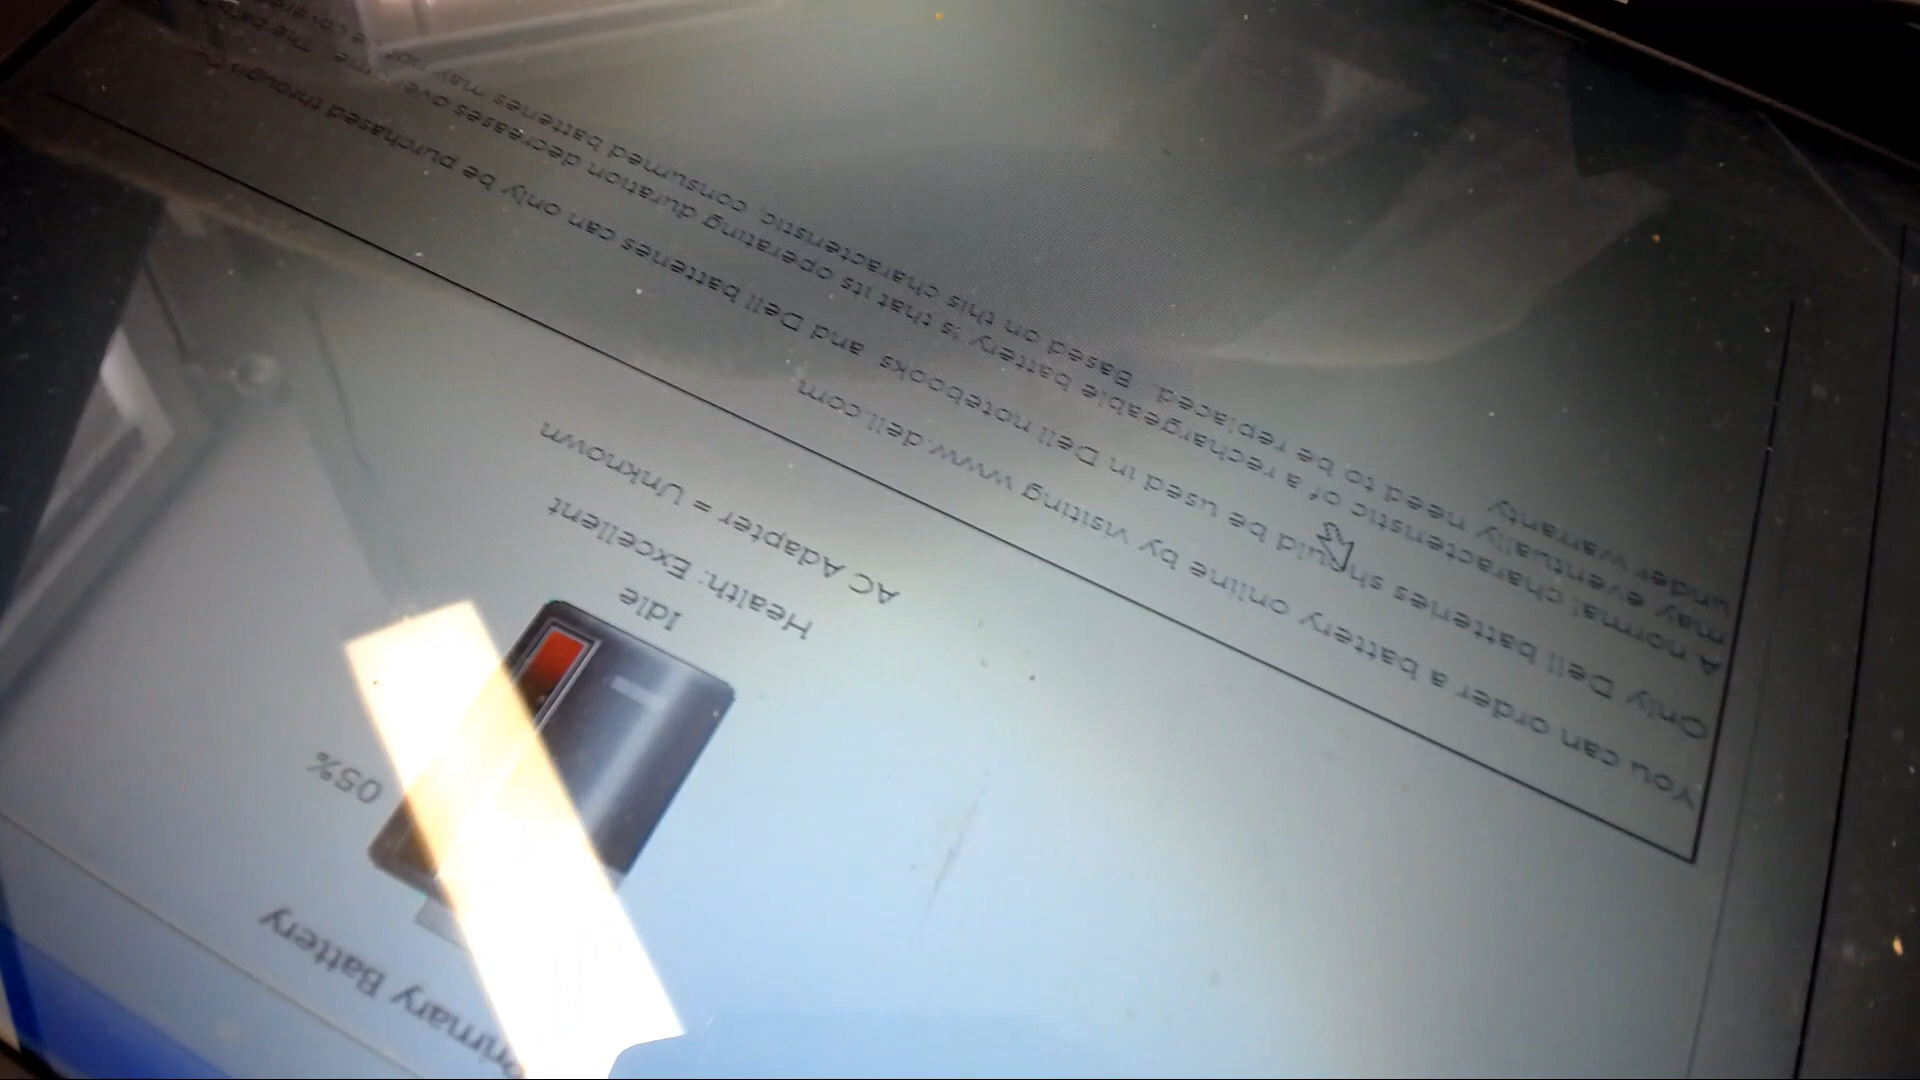 Primary Battery
05%
Idle
Health: Excellent
AC Adapter = Unknown
You can order a battery online by visiting www.dell.com
Only Dell batteries should be used in Dell notebooks and Dell batteries can only be purchased through
A normal characteristic of a rechargeable battery is that its operating duration decreases over time. The
may eventually need to be replaced. Based on this characteristic, consumed batteries may not be covered
under warranty